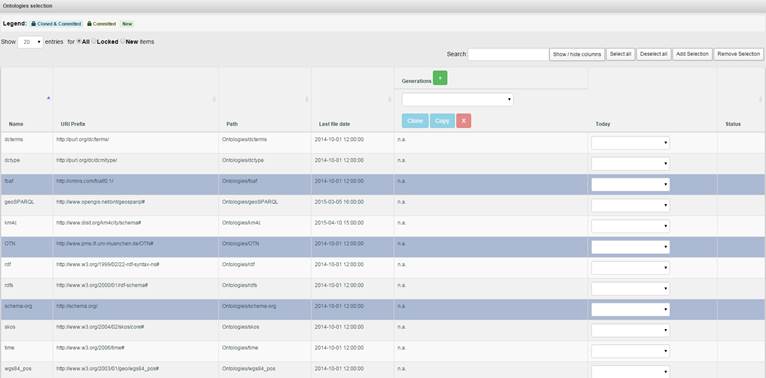 Ontologies selection
Legend: Cloned & Committed Committed New
Show 20 entries for All Locked New items
Search: Show / hide columns Select all Deselect all Add Selection Remove Selection
Generations +
Clone Copy X
Name URI Prefix Path Last file date Today Status
dcterms http://purl.org/dc/terms/ Ontologies/dcterms 2014-10-01 12:00:00 n.a.
dctype http://purl.org/dc/dcmitype/ Ontologies/dctype 2014-10-01 12:00:00 n.a.
foaf http://xmlns.com/foaf/0.1/ Ontologies/foaf 2014-10-01 12:00:00 n.a.
geoSPARQL http://www.opengis.net/ont/geosparql# Ontologies/geoSPARQL 2015-03-05 16:00:00 n.a.
km4c http://www.disit.org/km4city/schema# Ontologies/km4c 2015-04-10 15:00:00 n.a.
OTN http://www.pms.ifi.uni-muenchen.de/OTN# Ontologies/OTN 2014-10-01 12:00:00 n.a.
rdf http://www.w3.org/1999/02/22-rdf-syntax-ns# Ontologies/rdf 2014-10-01 12:00:00 n.a.
rdfs http://www.w3.org/2000/01/rdf-schema# Ontologies/rdfs 2014-10-01 12:00:00 n.a.
schema-org http://schema.org/ Ontologies/schema-org 2014-10-01 12:00:00 n.a.
skos http://www.w3.org/2004/02/skos/core# Ontologies/skos 2014-10-01 12:00:00 n.a.
time http://www.w3.org/2006/time# Ontologies/time 2014-10-01 12:00:00 n.a.
wgs84_pos http://www.w3.org/2003/01/geo/wgs84_pos# Ontologies/wgs84_pos 2014-10-01 12:00:00 n.a.